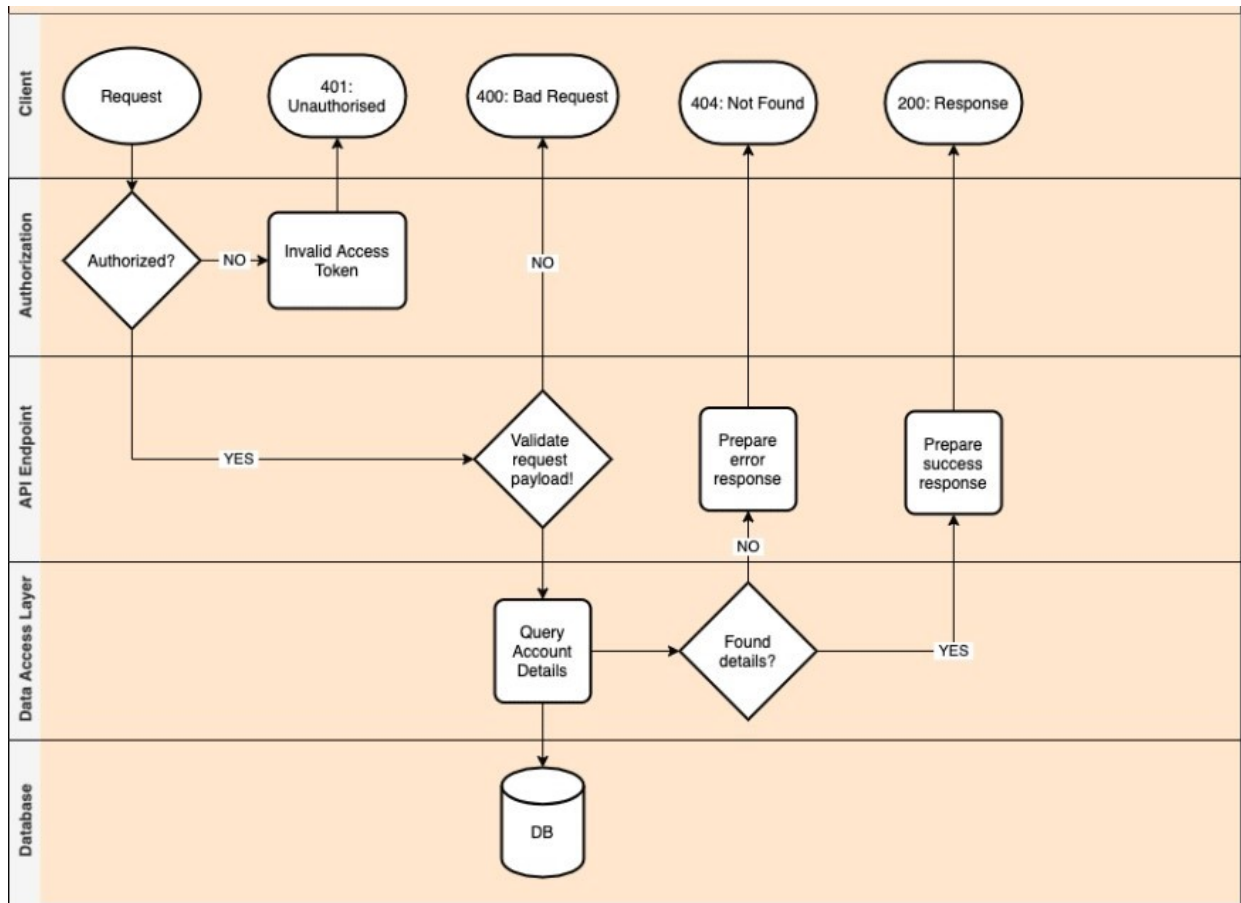 Client
Request
401:
Unauthorised
400: Bad Request
404: Not Found
200: Response
Authorization
Authorized?
NO
Invalid Access
Token
NO
API Endpoint
YES
Validate
request
payload!
Prepare
error
response
Prepare
success
response
NO
Data Access Layer
Query
Account
Details
Found
details?
YES
Database
DB